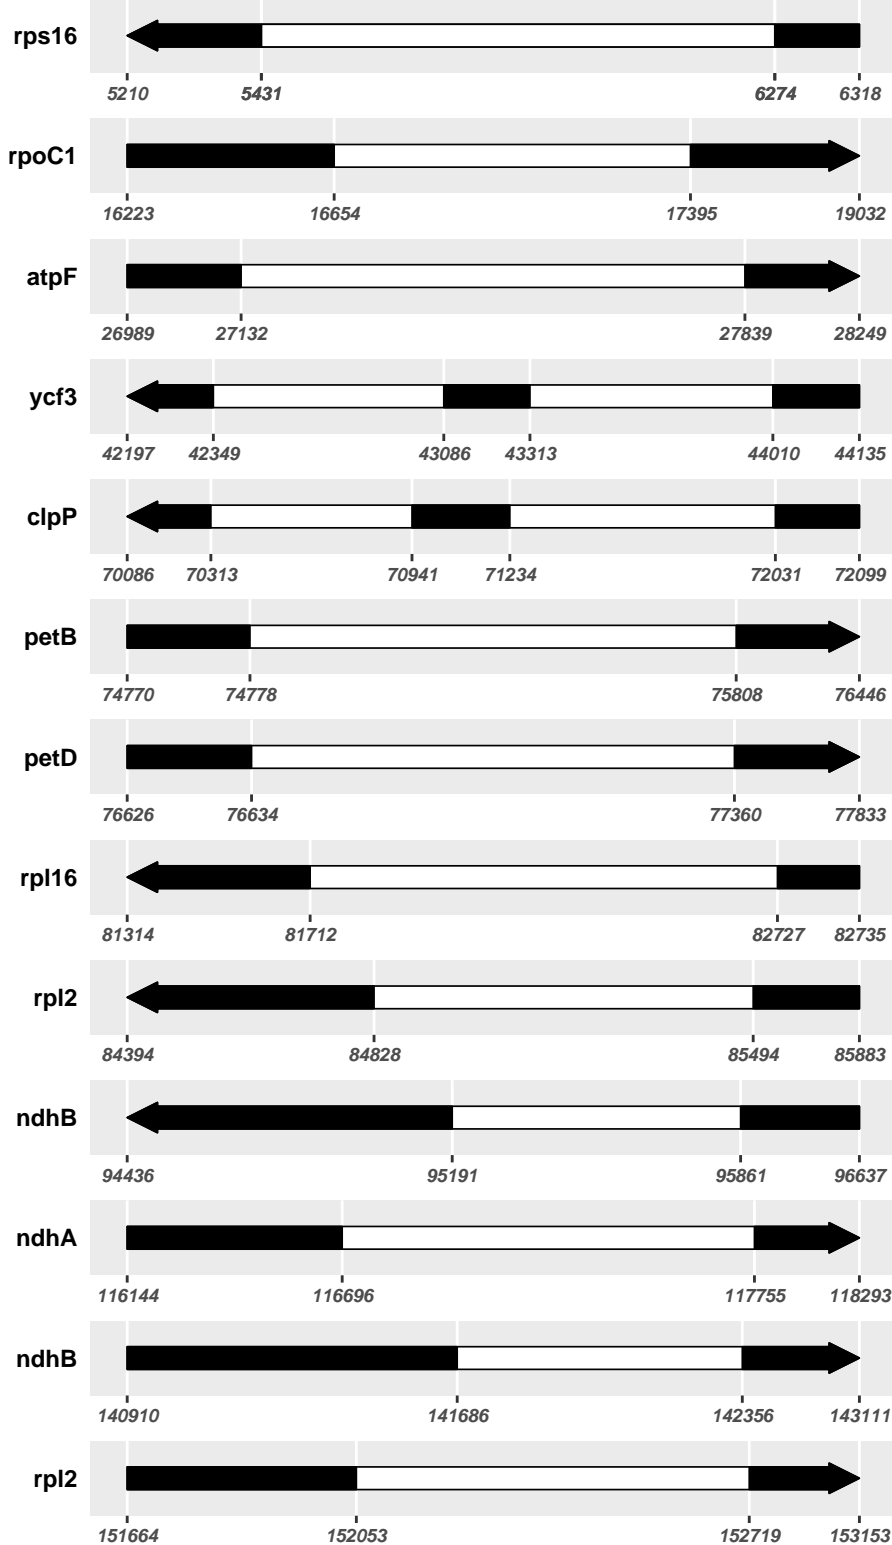 rps16
5210 5431 6274 6318
rpoC1
16223 16654 17395 19032
atpF
26989 27132 27839 28249
ycf3
42197 42349 43086 43313 44010 44135
clpP
70086 70313 70941 71234 72031 72099
petB
74770 74778 75808 76446
petD
76626 76634 77360 77833
rpl16
81314 81712 82727 82735
rpl2
84394 84828 85494 85883
ndhB
94436 95191 95861 96637
ndhA
116144 116696 117755 118293
ndhB
140910 141686 142356 143111
rpl2
151664 152053 152719 153153